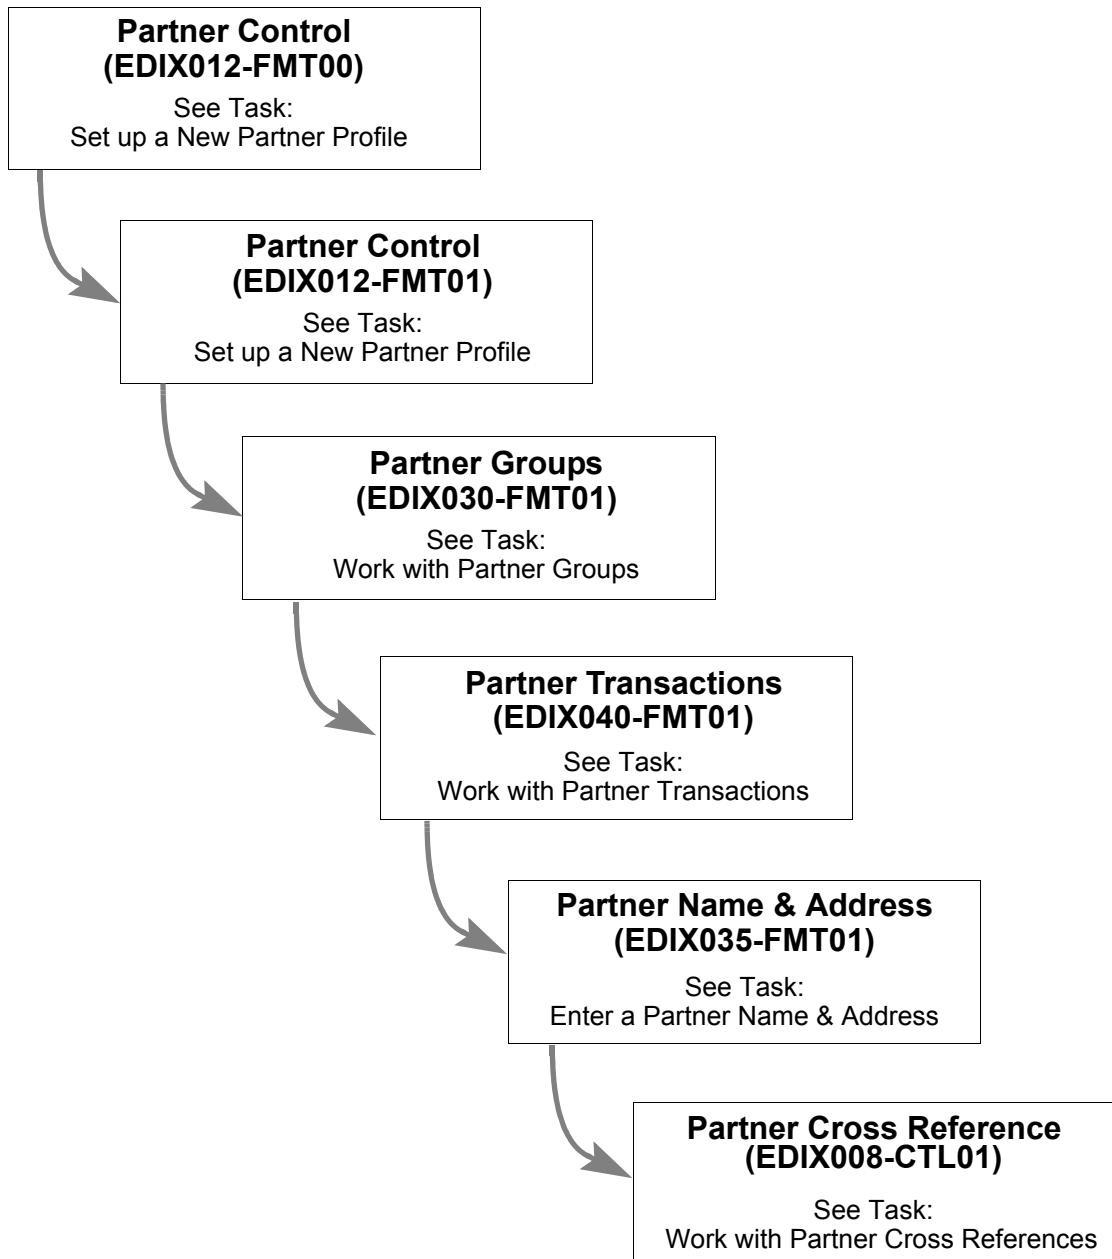 Partner Control
(EDIX012-FMT00)
See Task:
Set up a New Partner Profile
Partner Control
(EDIX012-FMT01)
See Task:
Set up a New Partner Profile
Partner Groups
(EDIX030-FMT01)
See Task:
Work with Partner Groups
Partner Transactions
(EDIX040-FMT01)
See Task:
Work with Partner Transactions
Partner Name & Address
(EDIX035-FMT01)
See Task:
Enter a Partner Name & Address
Partner Cross Reference
(EDIX008-CTL01)
See Task:
Work with Partner Cross References